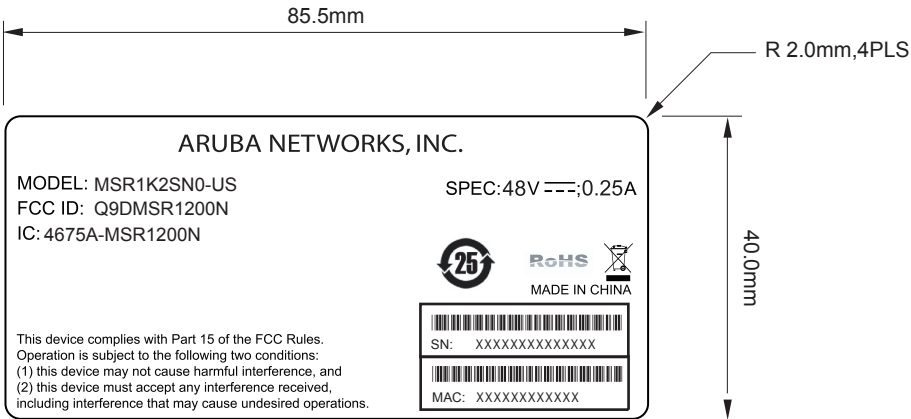 85.5mm
R 2.0mm,4PLS
ARUBA NETWORKS, INC.
MODEL: MSR1K2SN0-US
SPEC:48V ⎓;0.25A
FCC ID: Q9DMSR1200N
IC: 4675A-MSR1200N
25
RoHS
MADE IN CHINA
40.0mm
This device complies with Part 15 of the FCC Rules.
Operation is subject to the following two conditions:
(1) this device may not cause harmful interference, and
(2) this device must accept any interference received,
including interference that may cause undesired operations.
SN: XXXXXXXXXXXXXX
MAC: XXXXXXXXXXXX